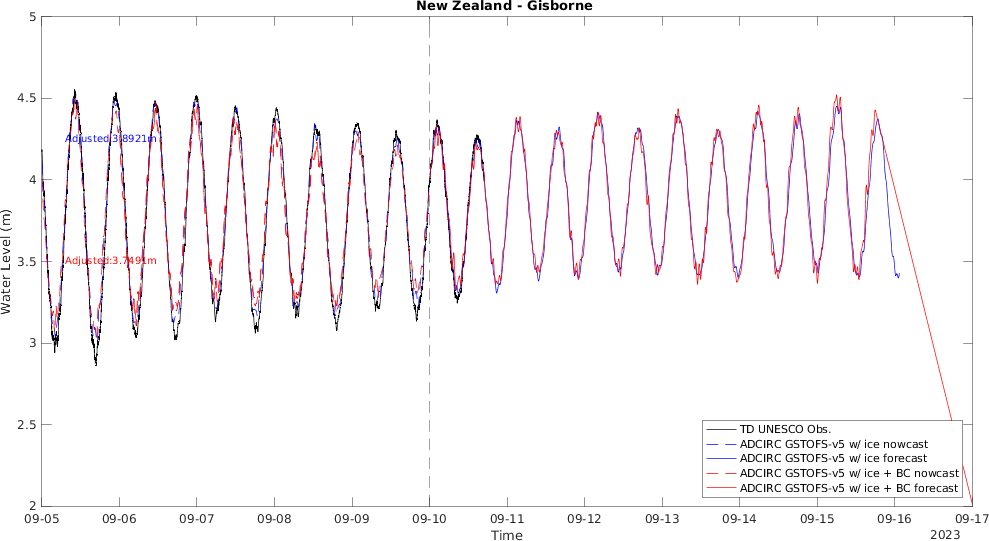 New Zealand - Gisborne
5
4.5
4
3.5
3
2.5
2
Water Level (m)
Adjusted:3.8921m
Adjusted:3.7491m
TD UNESCO Obs.
ADCIRC GSTOFS-v5 w/ ice nowcast
ADCIRC GSTOFS-v5 w/ ice forecast
ADCIRC GSTOFS-v5 w/ ice + BC nowcast
ADCIRC GSTOFS-v5 w/ ice + BC forecast
09-05 09-06 09-07 09-08 09-09 09-10 09-11 09-12 09-13 09-14 09-15 09-16 09-17
Time
2023